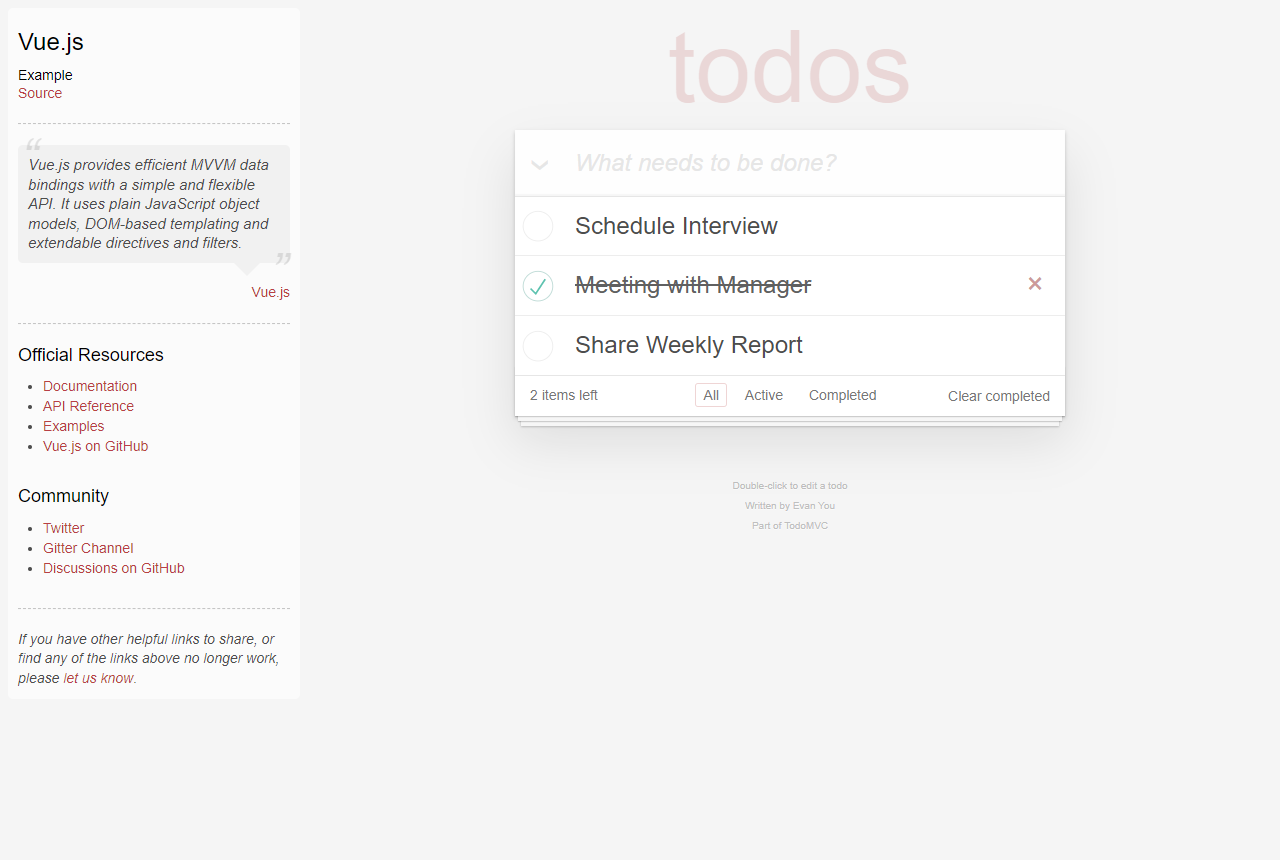 Vue.js
Example
Source
“
Vue.js provides efficient MVVM data
bindings with a simple and flexible
API. It uses plain JavaScript object
models, DOM-based templating and
extendable directives and filters.
”
Vue.js
Official Resources
Documentation
API Reference
Examples
Vue.js on GitHub
Community
Twitter
Gitter Channel
Discussions on GitHub
If you have other helpful links to share, or
find any of the links above no longer work,
please let us know.
todos
What needs to be done?
Schedule Interview
Meeting with Manager
Share Weekly Report
2 items left All Active Completed Clear completed
Double-click to edit a todo
Written by Evan You
Part of TodoMVC